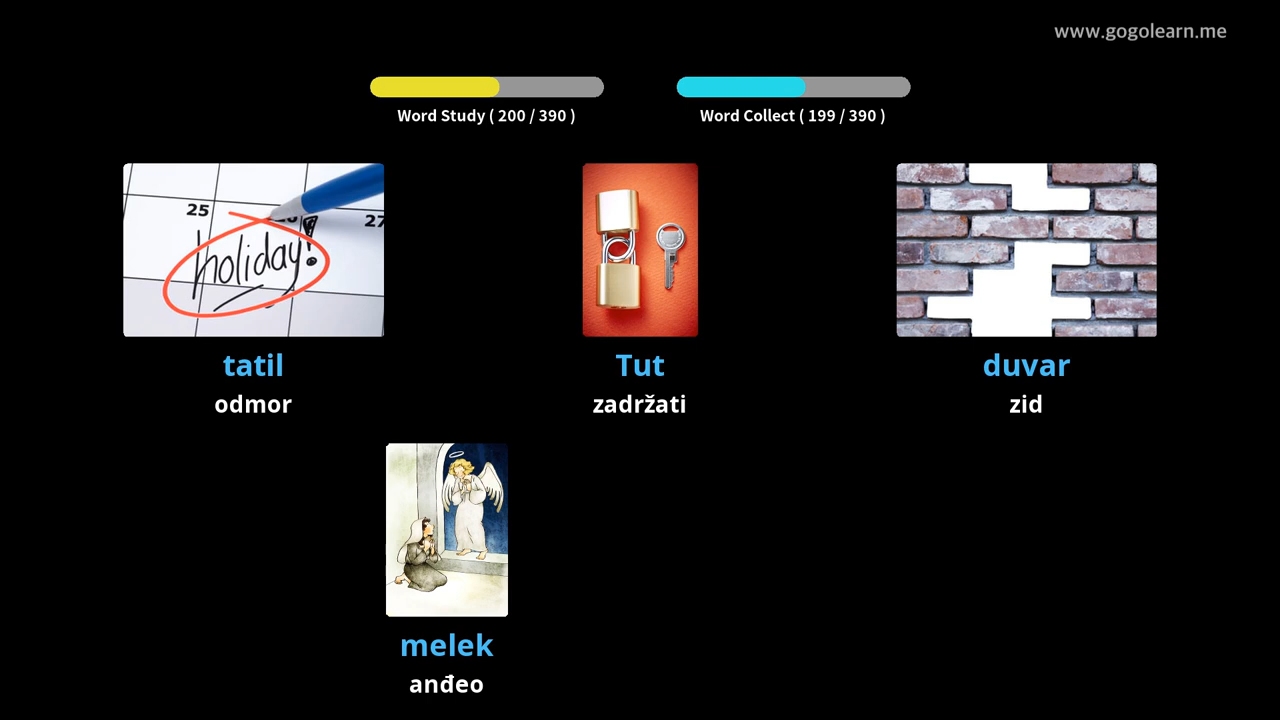 www.gogolearn.me
Word Study ( 200 / 390 )
Word Collect ( 199 / 390 )
25
27
holiday!
tatil
Tut
duvar
odmor
zadržati
zid
melek
anđeo